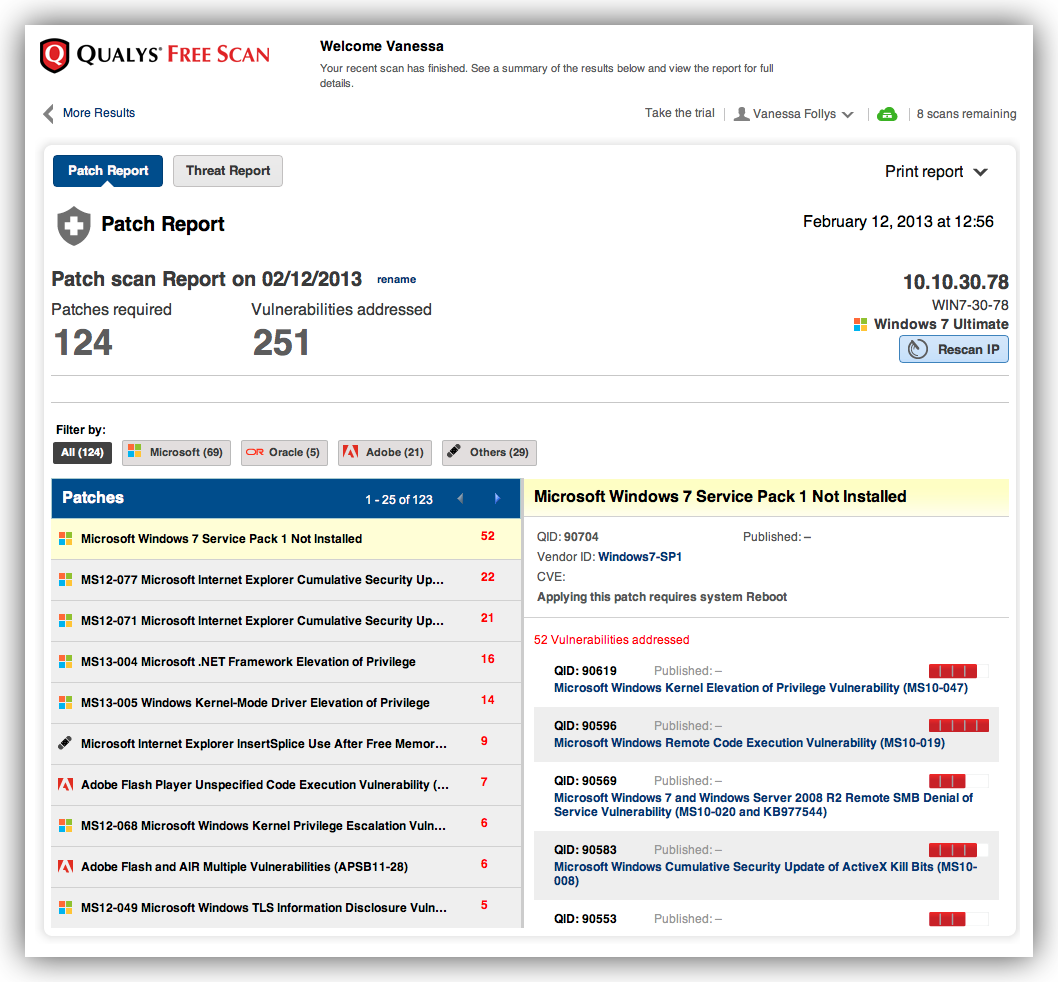 QUALYS® FREE SCAN
Welcome Vanessa
Your recent scan has finished. See a summary of the results below and view the report for full
details.
More Results
Take the trial
Vanessa Follys
8 scans remaining
Patch Report
Threat Report
Print report
Patch Report
February 12, 2013 at 12:56
Patch scan Report on 02/12/2013 rename
Patches required
Vulnerabilities addressed
124
251
10.10.30.78
WIN7-30-78
Windows 7 Ultimate
Rescan IP
Filter by:
All (124)
Microsoft (69)
OR Oracle (5)
Adobe (21)
Others (29)
Patches
1 - 25 of 123
Microsoft Windows 7 Service Pack 1 Not Installed 52
MS12-077 Microsoft Internet Explorer Cumulative Security Up... 22
MS12-071 Microsoft Internet Explorer Cumulative Security Up... 21
MS13-004 Microsoft .NET Framework Elevation of Privilege 16
MS13-005 Windows Kernel-Mode Driver Elevation of Privilege 14
Microsoft Internet Explorer InsertSplice Use After Free Memor... 9
Adobe Flash Player Unspecified Code Execution Vulnerability (... 7
MS12-068 Microsoft Windows Kernel Privilege Escalation Vuln... 6
Adobe Flash and AIR Multiple Vulnerabilities (APSB11-28) 6
MS12-049 Microsoft Windows TLS Information Disclosure Vuln... 5
Microsoft Windows 7 Service Pack 1 Not Installed
QID: 90704 Published: –
Vendor ID: Windows7-SP1
CVE:
Applying this patch requires system Reboot
52 Vulnerabilities addressed
QID: 90619 Published: –
Microsoft Windows Kernel Elevation of Privilege Vulnerability (MS10-047)
QID: 90596 Published: –
Microsoft Windows Remote Code Execution Vulnerability (MS10-019)
QID: 90569 Published: –
Microsoft Windows 7 and Windows Server 2008 R2 Remote SMB Denial of
Service Vulnerability (MS10-020 and KB977544)
QID: 90583 Published: –
Microsoft Windows Cumulative Security Update of ActiveX Kill Bits (MS10-
008)
QID: 90553 Published: –